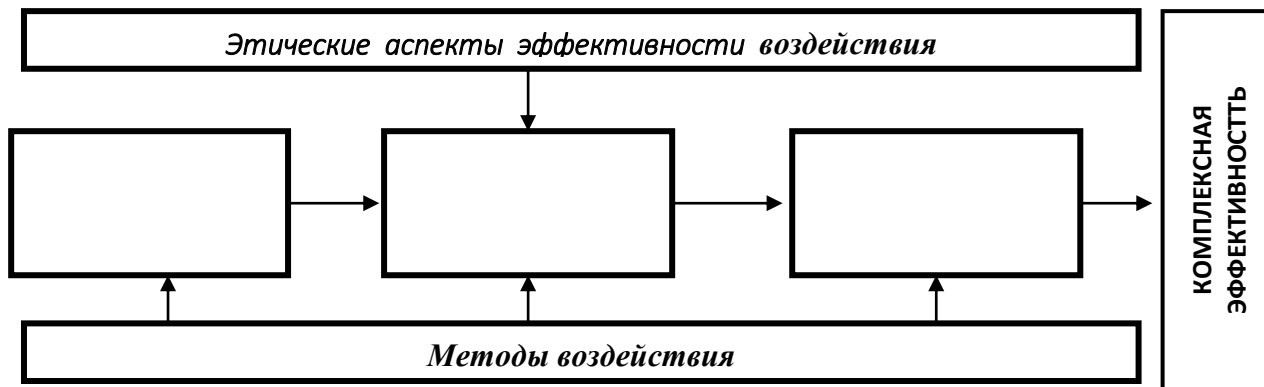 Этические аспекты эффективности воздействия
КОМПЛЕКСНАЯ
ЭФФЕКТИВНОСТТЬ
Методы воздействия